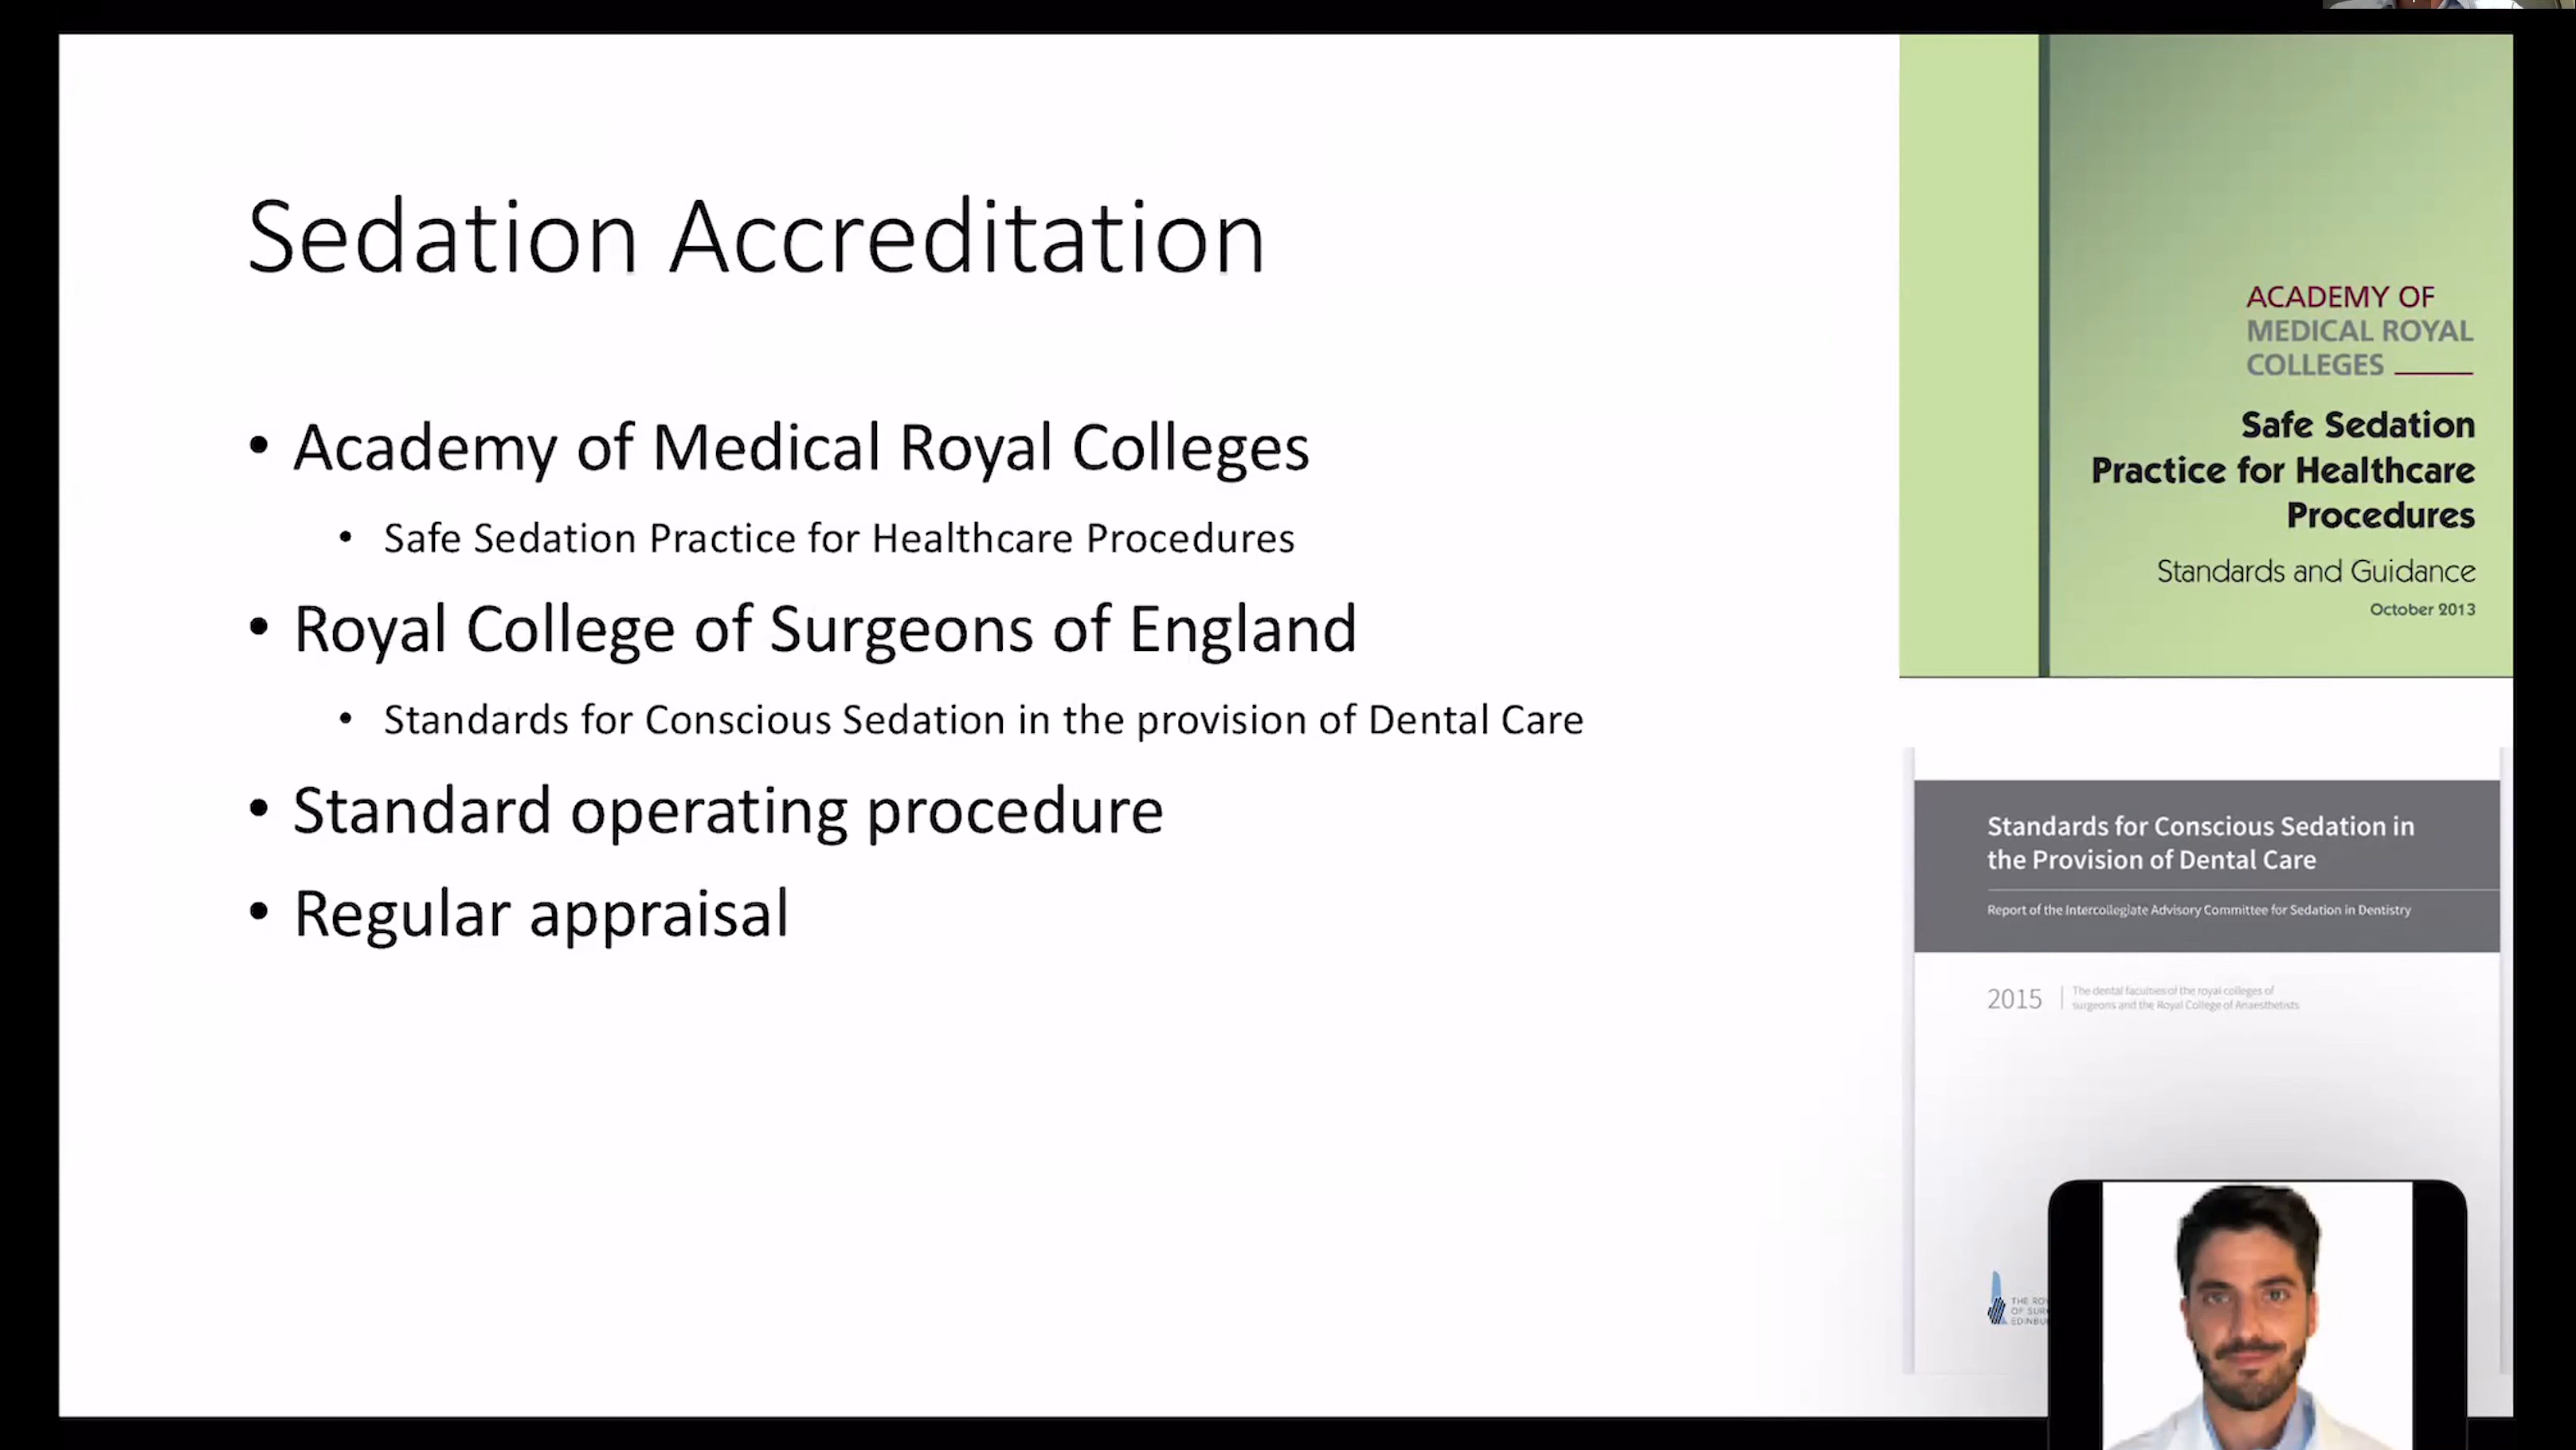 Sedation Accreditation
• Academy of Medical Royal Colleges
• Safe Sedation Practice for Healthcare Procedures
• Royal College of Surgeons of England
• Standards for Conscious Sedation in the provision of Dental Care
• Standard operating procedure
• Regular appraisal
ACADEMY OF
MEDICAL ROYAL
COLLEGES
Safe Sedation
Practice for Healthcare
Procedures
Standards and Guidance
October 2013
Standards for Conscious Sedation in
the Provision of Dental Care
Report of the Intercollegiate Advisory Committee for Sedation in Dentistry
2015
The dental faculties of the royal colleges of
surgeons and the Royal College of Anaesthetists
THE
OF